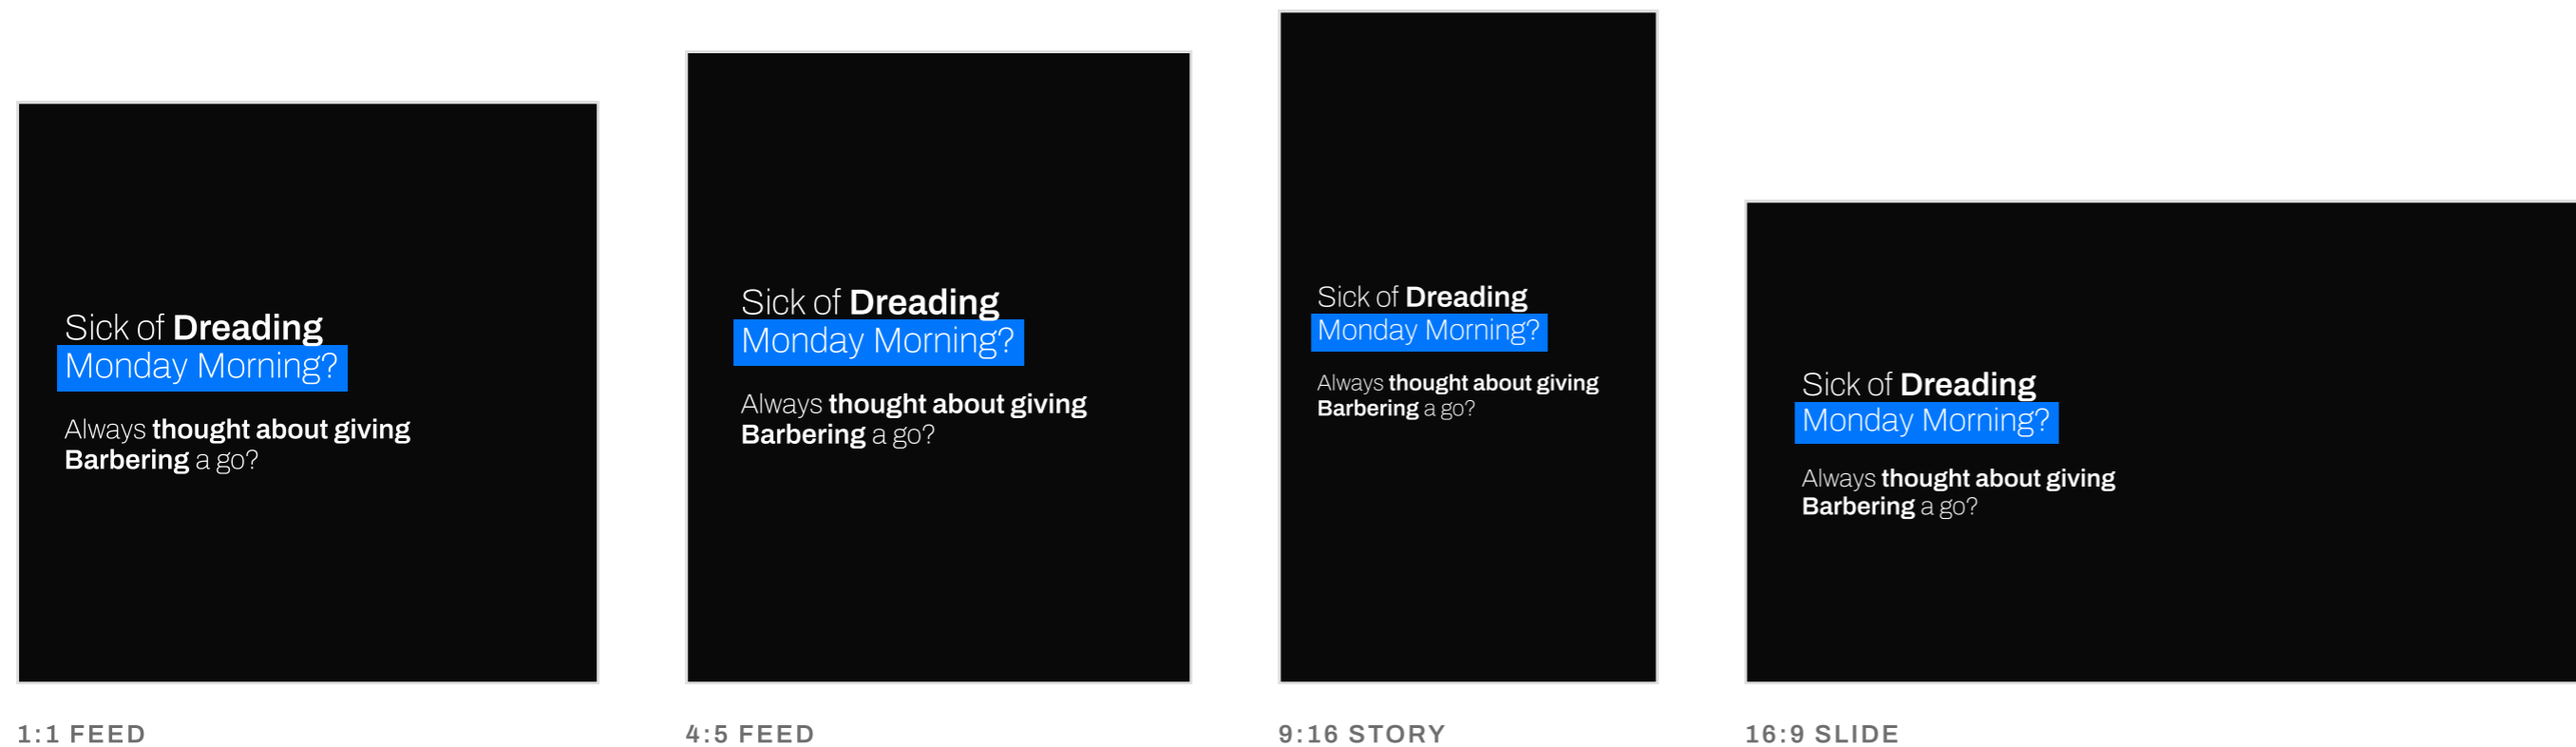 Sick of Dreading
Monday Morning?
Always thought about giving
Barbering a go?
1:1 FEED
Sick of Dreading
Monday Morning?
Always thought about giving
Barbering a go?
4:5 FEED
Sick of Dreading
Monday Morning?
Always thought about giving
Barbering a go?
9:16 STORY
Sick of Dreading
Monday Morning?
Always thought about giving
Barbering a go?
16:9 SLIDE